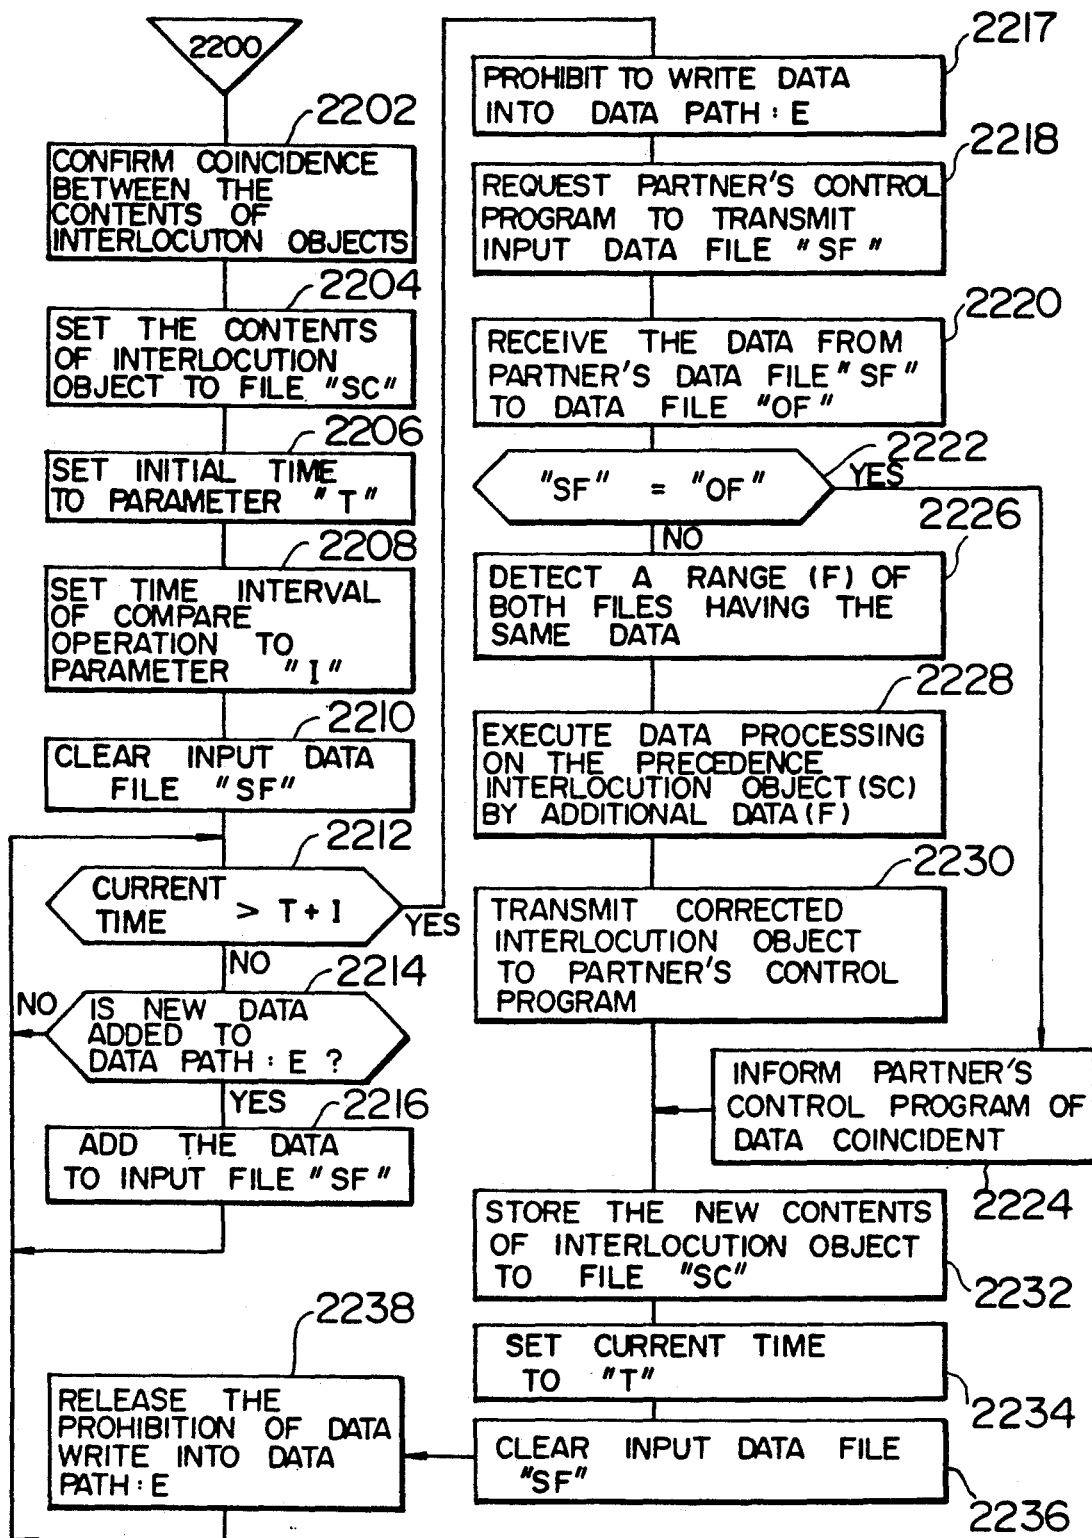 2200
2202
CONFIRM COINCIDENCE
BETWEEN THE
CONTENTS OF
INTERLOCUTON OBJECTS
2204
SET THE CONTENTS
OF INTERLOCUTION
OBJECT TO FILE "SC"
2206
SET INITIAL TIME
TO PARAMETER "T"
2208
SET TIME INTERVAL
OF COMPARE
OPERATION TO
PARAMETER "I"
2210
CLEAR INPUT DATA
FILE "SF"
2212
CURRENT
TIME > T + I
YES
NO
2214
NO
IS NEW DATA
ADDED TO
DATA PATH : E ?
YES
2216
ADD THE DATA
TO INPUT FILE "SF"
2217
PROHIBIT TO WRITE DATA
INTO DATA PATH : E
2218
REQUEST PARTNER'S CONTROL
PROGRAM TO TRANSMIT
INPUT DATA FILE "SF"
2220
RECEIVE THE DATA FROM
PARTNER'S DATA FILE "SF"
TO DATA FILE "OF"
2222
"SF" = "OF"
YES
NO
2226
DETECT A RANGE (F) OF
BOTH FILES HAVING THE
SAME DATA
2228
EXECUTE DATA PROCESSING
ON THE PRECEDENCE
INTERLOCUTION OBJECT (SC)
BY ADDITIONAL DATA (F)
2230
TRANSMIT CORRECTED
INTERLOCUTION OBJECT
TO PARTNER'S CONTROL
PROGRAM
INFORM PARTNER'S
CONTROL PROGRAM OF
DATA COINCIDENT
2224
STORE THE NEW CONTENTS
OF INTERLOCUTION OBJECT
TO FILE "SC"
2232
SET CURRENT TIME
TO "T"
2234
CLEAR INPUT DATA FILE
"SF"
2236
2238
RELEASE THE
PROHIBITION OF DATA
WRITE INTO DATA
PATH : E